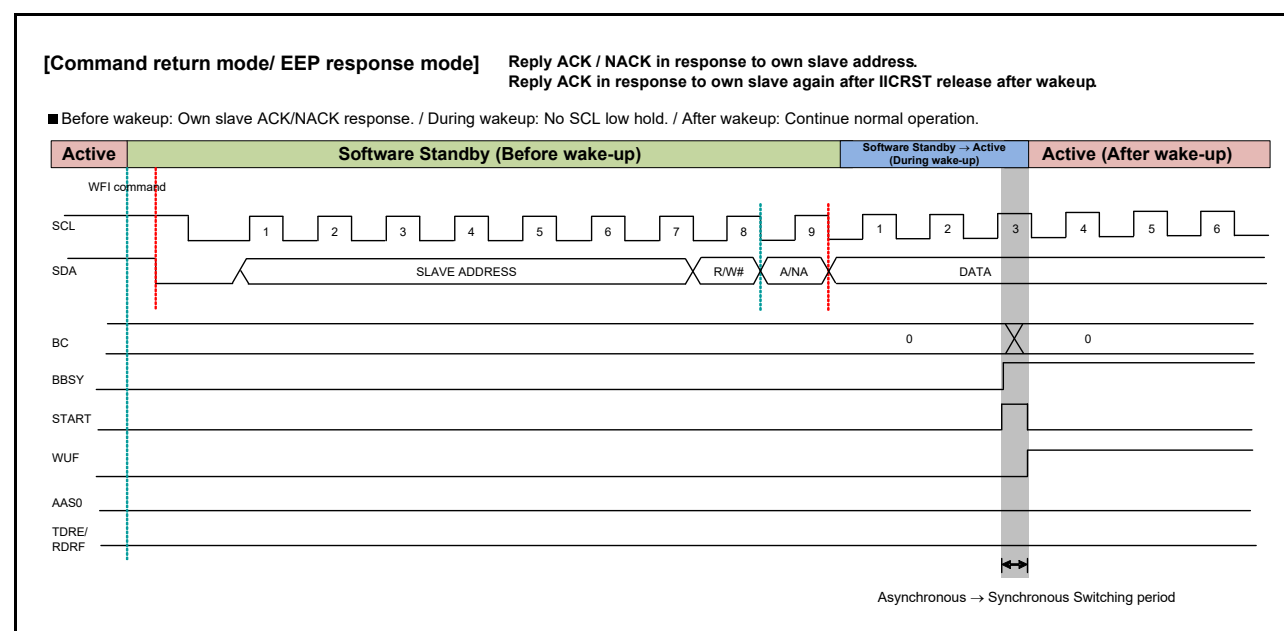 [Command return mode/ EEP response mode]
Reply ACK / NACK in response to own slave address.
Reply ACK in response to own slave again after IICRST release after wakeup.
■ Before wakeup: Own slave ACK/NACK response. / During wakeup: No SCL low hold. / After wakeup: Continue normal operation.
Active
Software Standby (Before wake-up)
Software Standby → Active
(During wake-up)
Active (After wake-up)
WFI command
SCL
1 2 3 4 5 6 7 8 9 1 2 3 4 5 6
SDA
SLAVE ADDRESS
R/W#
A/NA
DATA
BC
0
0
BBSY
START
WUF
AAS0
TDRE/
RDRF
Asynchronous → Synchronous Switching period